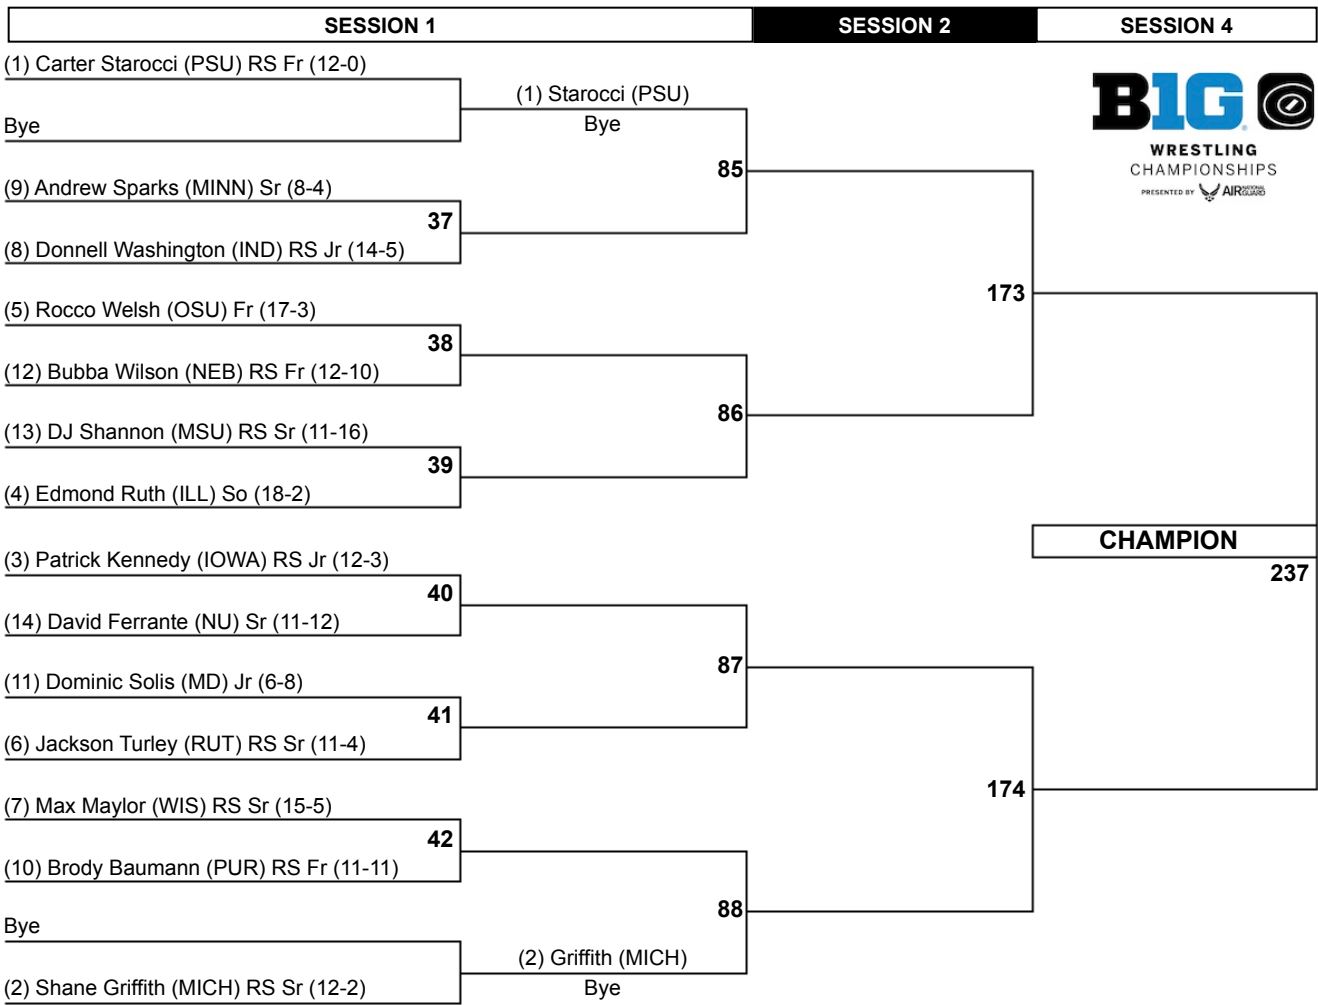 SESSION 1
SESSION 2
SESSION 4
(1) Carter Starocci (PSU) RS Fr (12-0)
Bye
(1) Starocci (PSU)
Bye
B1G
WRESTLING
CHAMPIONSHIPS
PRESENTED BY AIR NATIONAL GUARD
85
(9) Andrew Sparks (MINN) Sr (8-4)
37
(8) Donnell Washington (IND) RS Jr (14-5)
173
(5) Rocco Welsh (OSU) Fr (17-3)
38
(12) Bubba Wilson (NEB) RS Fr (12-10)
86
(13) DJ Shannon (MSU) RS Sr (11-16)
39
(4) Edmond Ruth (ILL) So (18-2)
CHAMPION
237
(3) Patrick Kennedy (IOWA) RS Jr (12-3)
40
(14) David Ferrante (NU) Sr (11-12)
87
(11) Dominic Solis (MD) Jr (6-8)
41
(6) Jackson Turley (RUT) RS Sr (11-4)
174
(7) Max Maylor (WIS) RS Sr (15-5)
42
(10) Brody Baumann (PUR) RS Fr (11-11)
88
Bye
(2) Griffith (MICH)
Bye
(2) Shane Griffith (MICH) RS Sr (12-2)